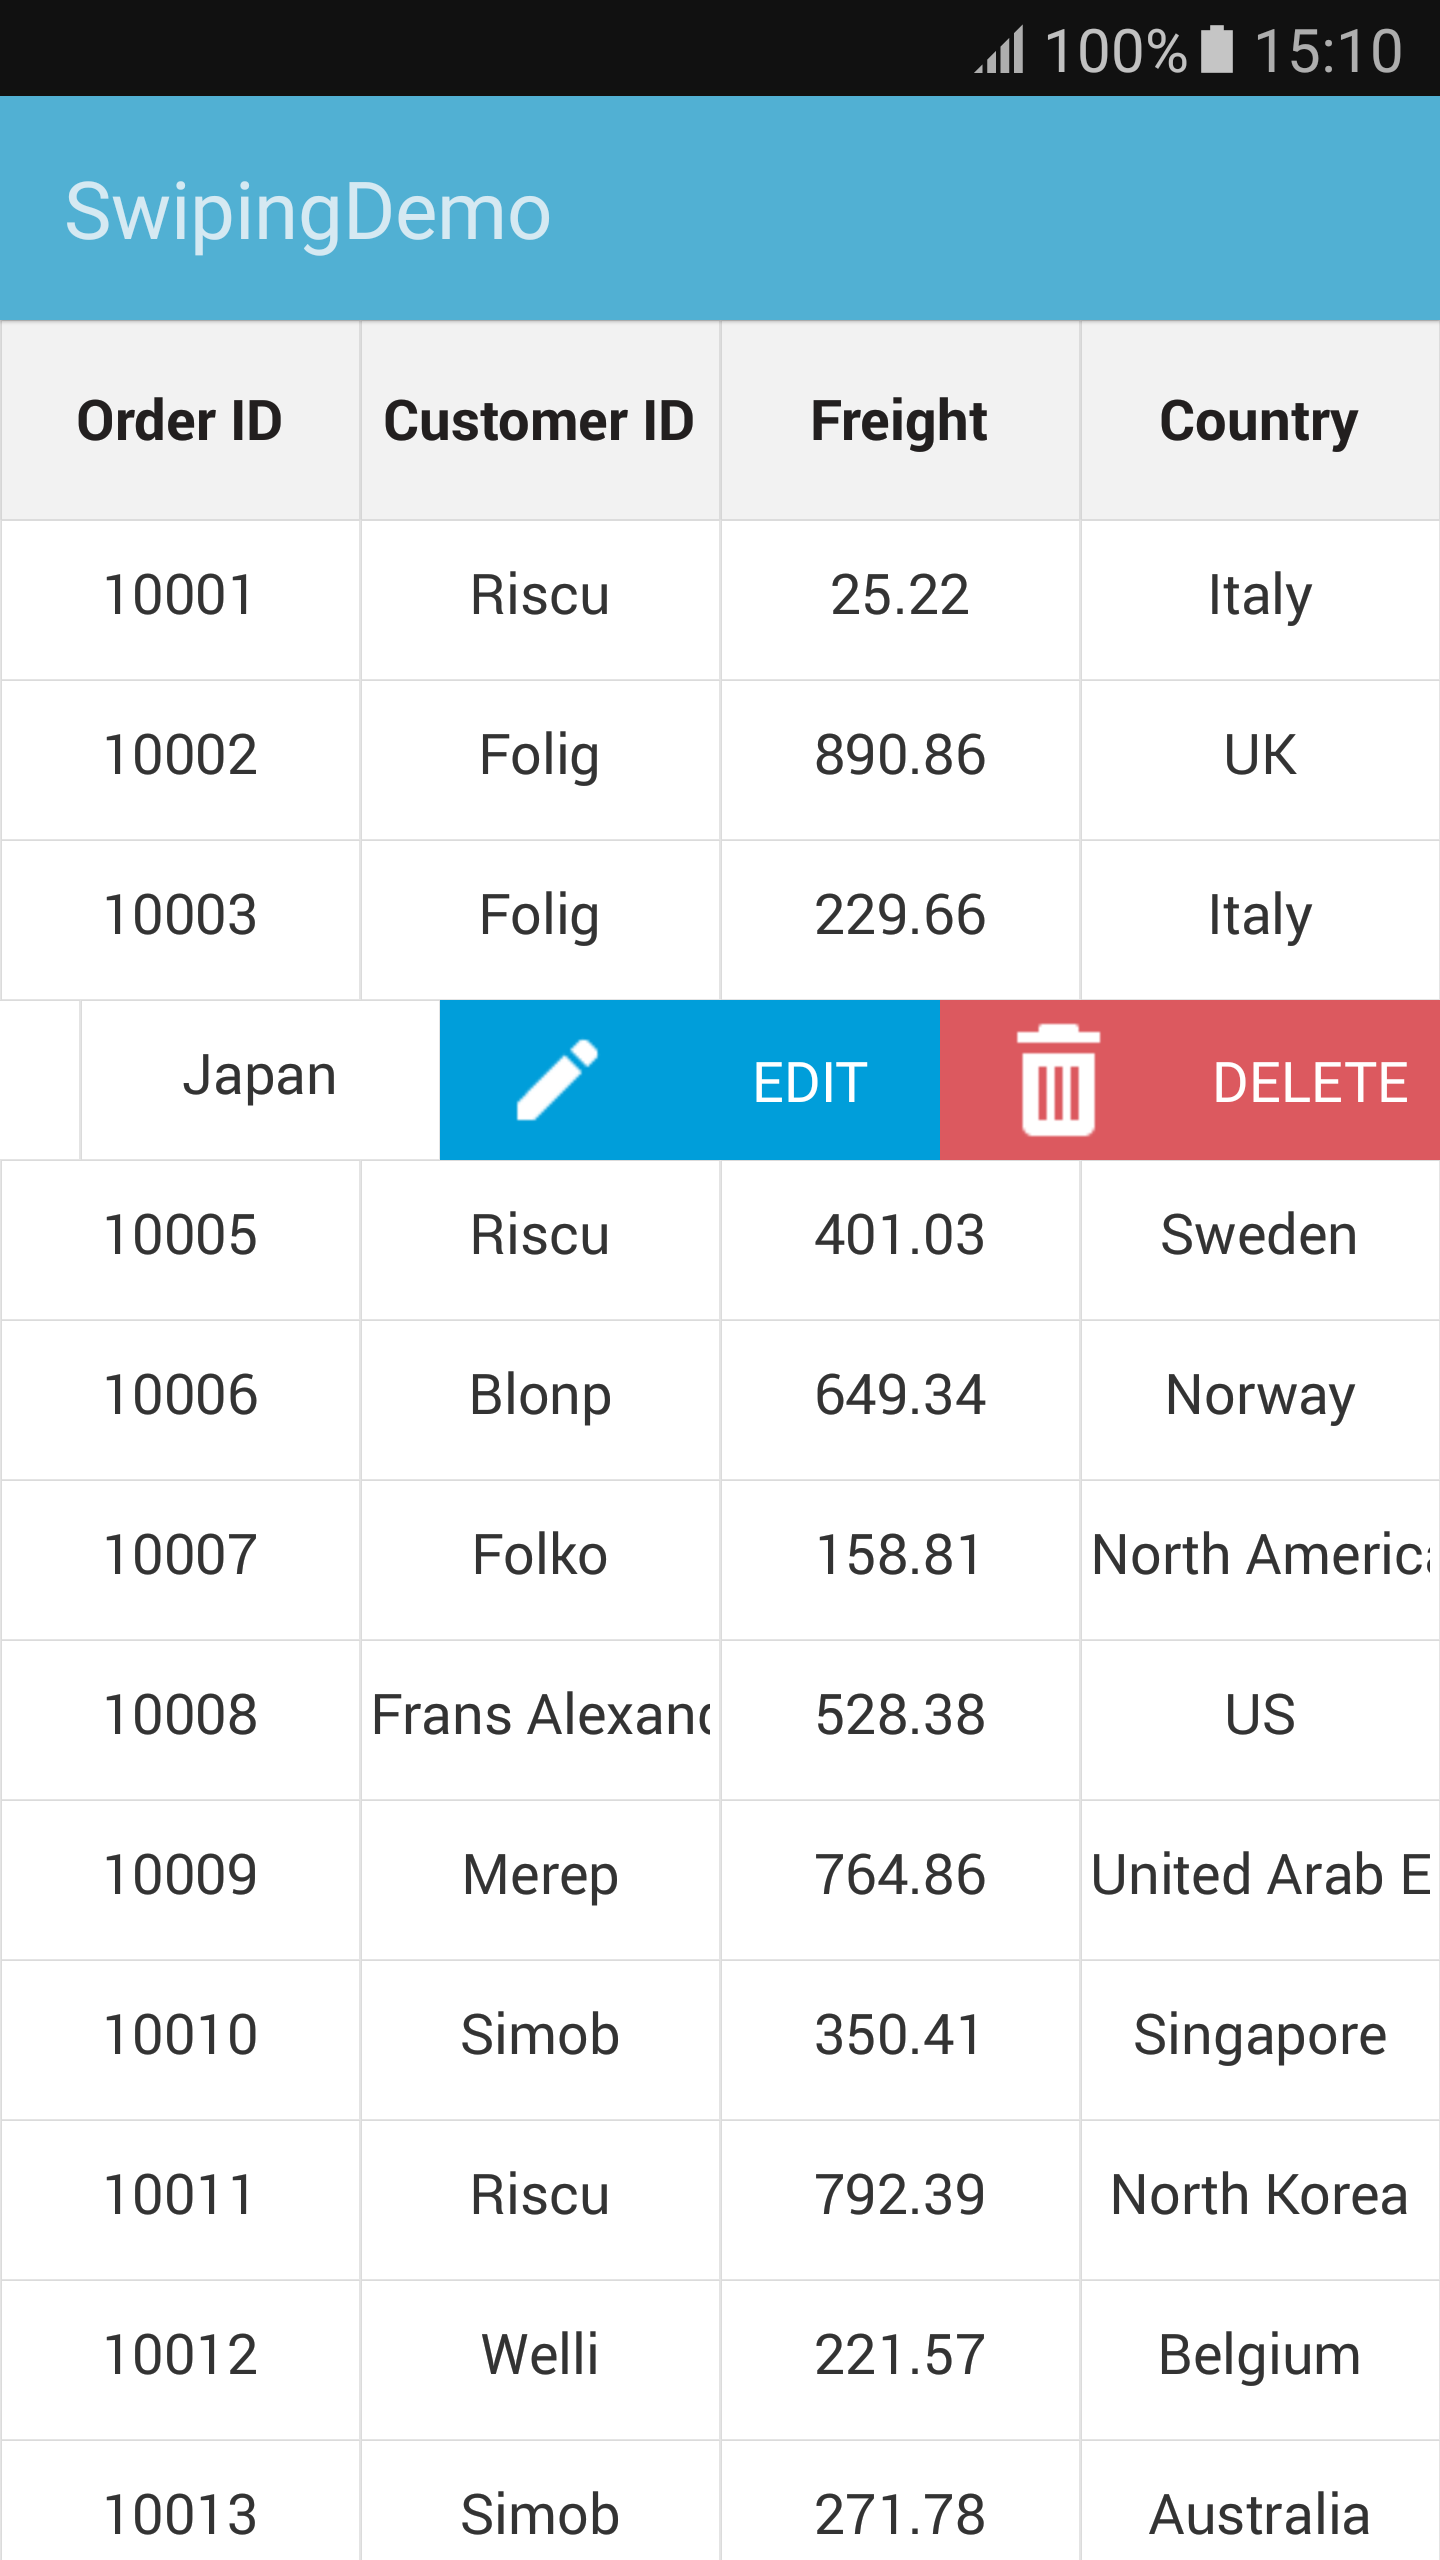 100% 15:10
SwipingDemo
Order ID Customer ID Freight Country
10001 Riscu 25.22 Italy
10002 Folig 890.86 UK
10003 Folig 229.66 Italy
Japan EDIT DELETE
10005 Riscu 401.03 Sweden
10006 Blonp 649.34 Norway
10007 Folko 158.81 North America
10008 Frans Alexand 528.38 US
10009 Merep 764.86 United Arab E
10010 Simob 350.41 Singapore
10011 Riscu 792.39 North Korea
10012 Welli 221.57 Belgium
10013 Simob 271.78 Australia